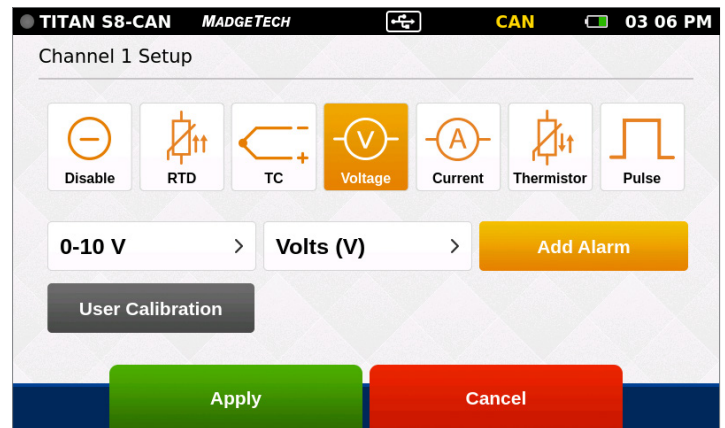 TITAN S8-CAN MADGETECH CAN 03 06 PM
Channel 1 Setup
Disable RTD TC Voltage Current Thermistor Pulse
0-10 V Volts (V) Add Alarm
User Calibration
Apply Cancel